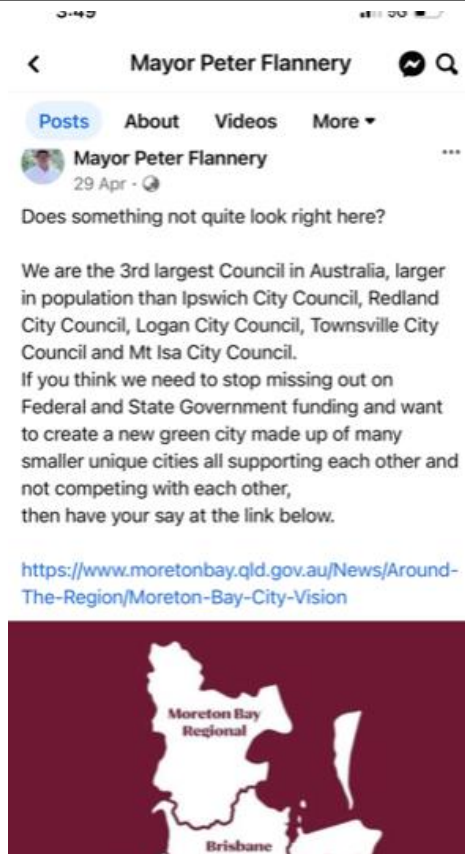 3:49
5G
Mayor Peter Flannery
Posts About Videos More
Mayor Peter Flannery
29 Apr ·
Does something not quite look right here?
We are the 3rd largest Council in Australia, larger
in population than Ipswich City Council, Redland
City Council, Logan City Council, Townsville City
Council and Mt Isa City Council.
If you think we need to stop missing out on
Federal and State Government funding and want
to create a new green city made up of many
smaller unique cities all supporting each other and
not competing with each other,
then have your say at the link below.
https://www.moretonbay.qld.gov.au/News/Around-
The-Region/Moreton-Bay-City-Vision
Moreton Bay
Regional
Brisbane